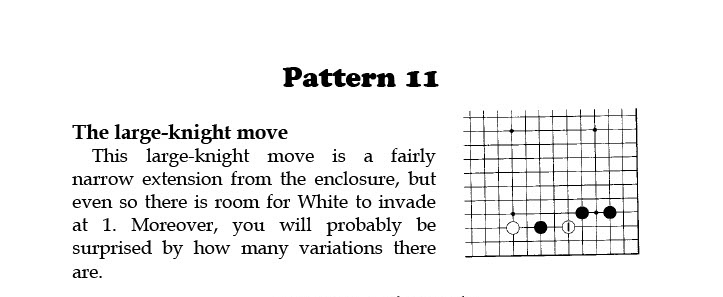 Pattern 11
The large-knight move
This large-knight move is a fairly
narrow extension from the enclosure, but
even so there is room for White to invade
at 1. Moreover, you will probably be
surprised by how many variations there
are.
1